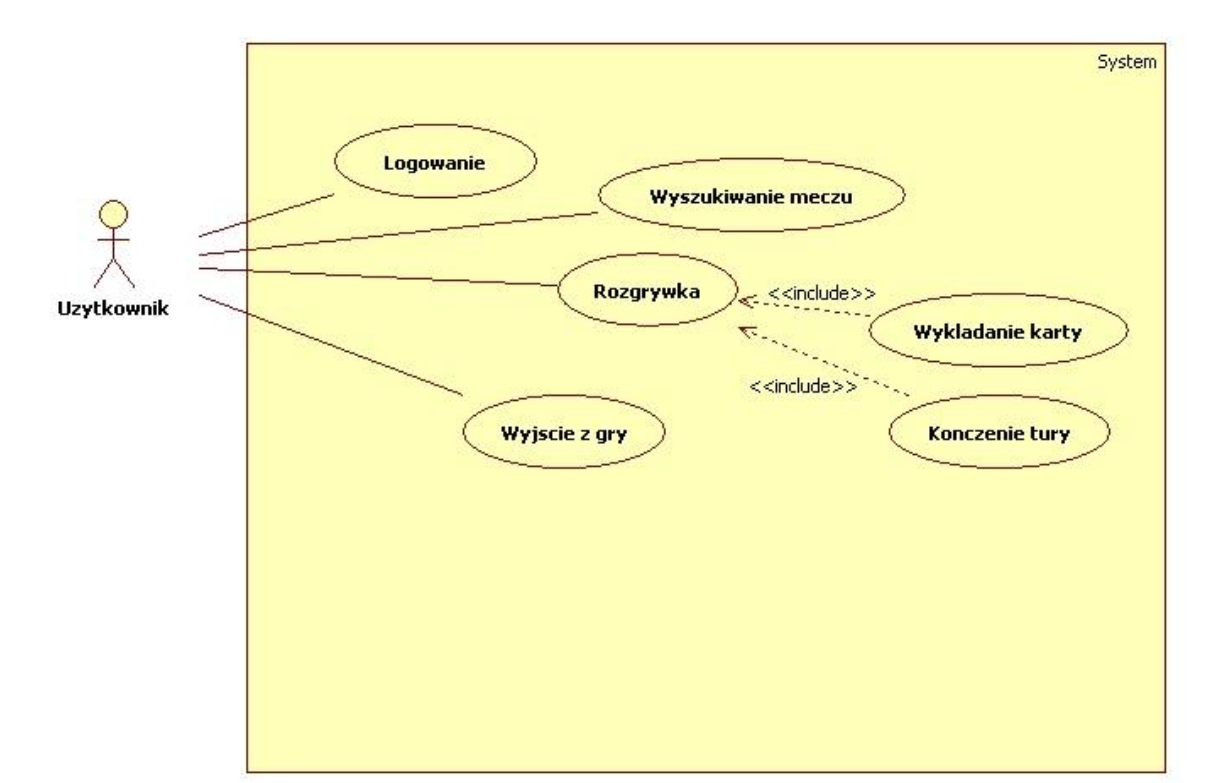 System
Logowanie
Wyszukiwanie meczu
Uzytkownik
Rozgrywka
<<include>>
Wykladanie karty
<<include>>
Wyjscie z gry
Konczenie tury